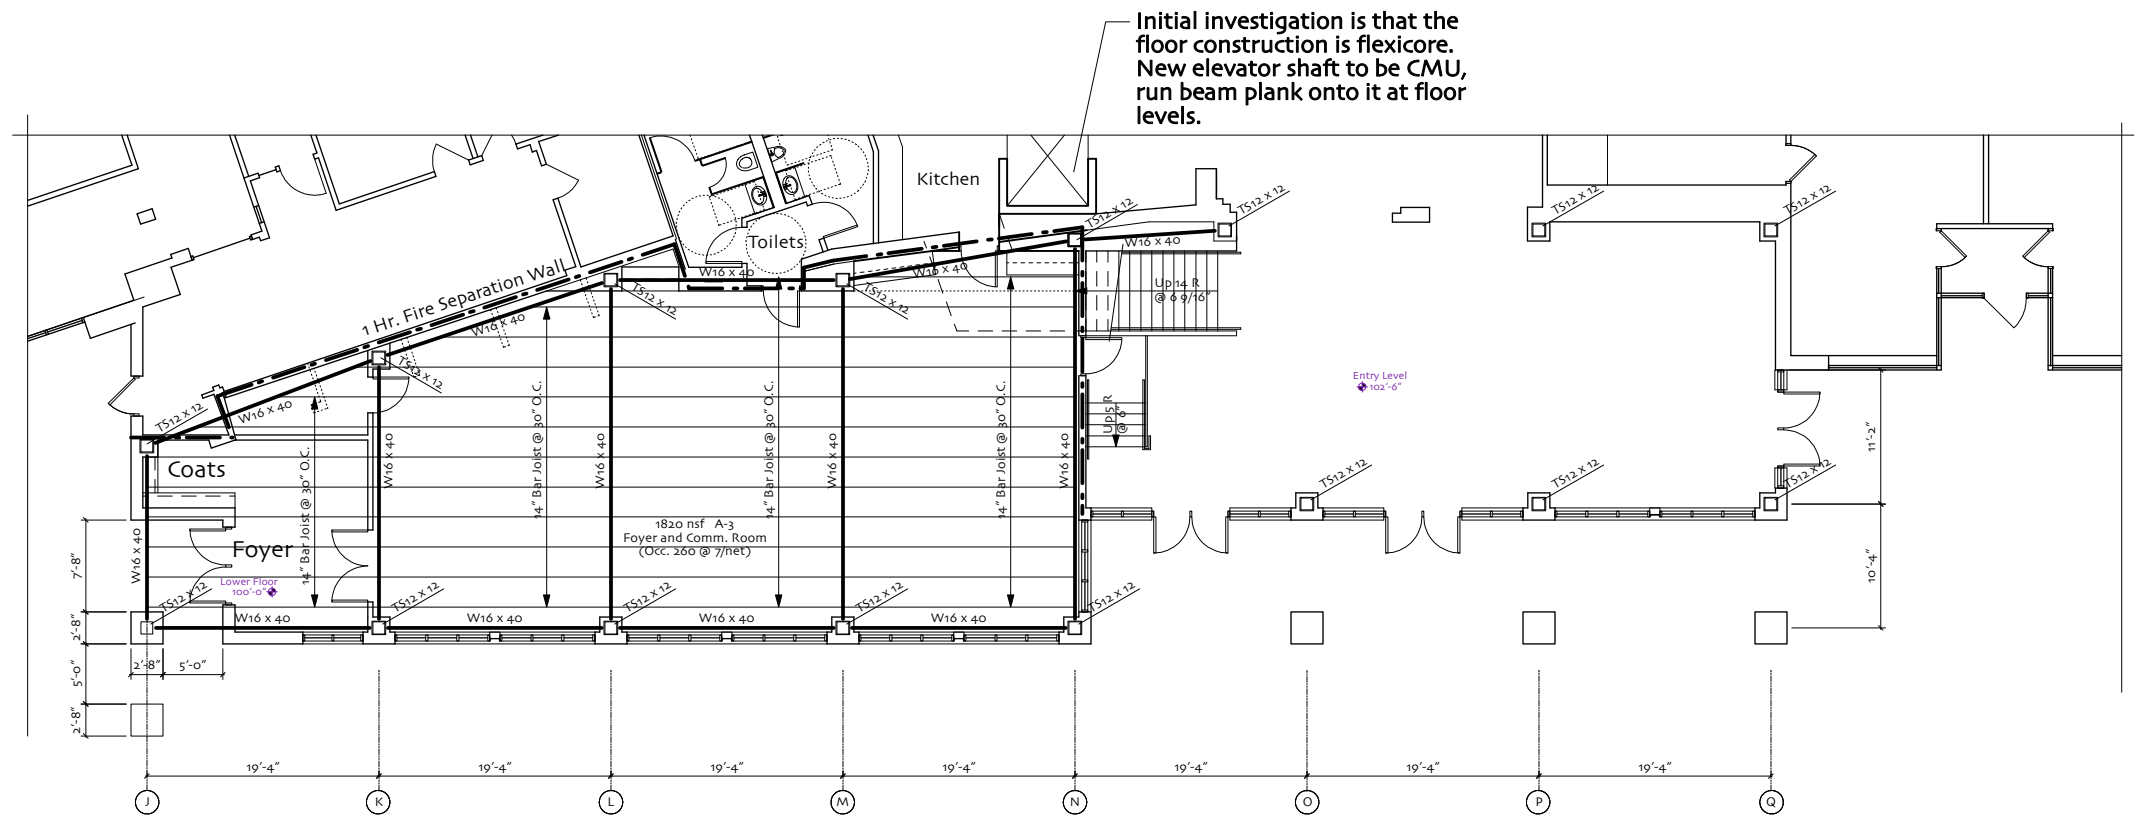 Initial investigation is that the
floor construction is flexicore.
New elevator shaft to be CMU,
run beam plank onto it at floor
levels.
Kitchen
Toilets
TS12 x 12
TS12 x 12
TS12 x 12
TS12 x 12
W16 x 40
W16 x 40
W16 x 40
1 Hr. Fire Separation Wall
W16 x 40
TS12 x 12
TS12 x 12
Up 14 R
@ 6 9/16"
TS12 x 12
W16 x 40
TS12 x 12
Entry Level
102'-6"
Up 5 R
@ 6"
Coats
14" Bar Joist @ 30" O.C.
14" Bar Joist @ 30" O.C.
14" Bar Joist @ 30" O.C.
14" Bar Joist @ 30" O.C.
W16 x 40
W16 x 40
W16 x 40
W16 x 40
W16 x 40
TS12 x 12
TS12 x 12
TS12 x 12
11'-2"
10'-4"
1820 nsf A-3
Foyer and Comm. Room
(Occ. 260 @ 7/net)
Foyer
Lower Floor
100'-0"
TS12 x 12
TS12 x 12
TS12 x 12
TS12 x 12
TS12 x 12
W16 x 40
W16 x 40
W16 x 40
W16 x 40
7'-8"
2'-8"
5'-0"
2'-8"
2'-8"
5'-0"
19'-4"
19'-4"
19'-4"
19'-4"
19'-4"
19'-4"
19'-4"
J
K
L
M
N
O
P
Q